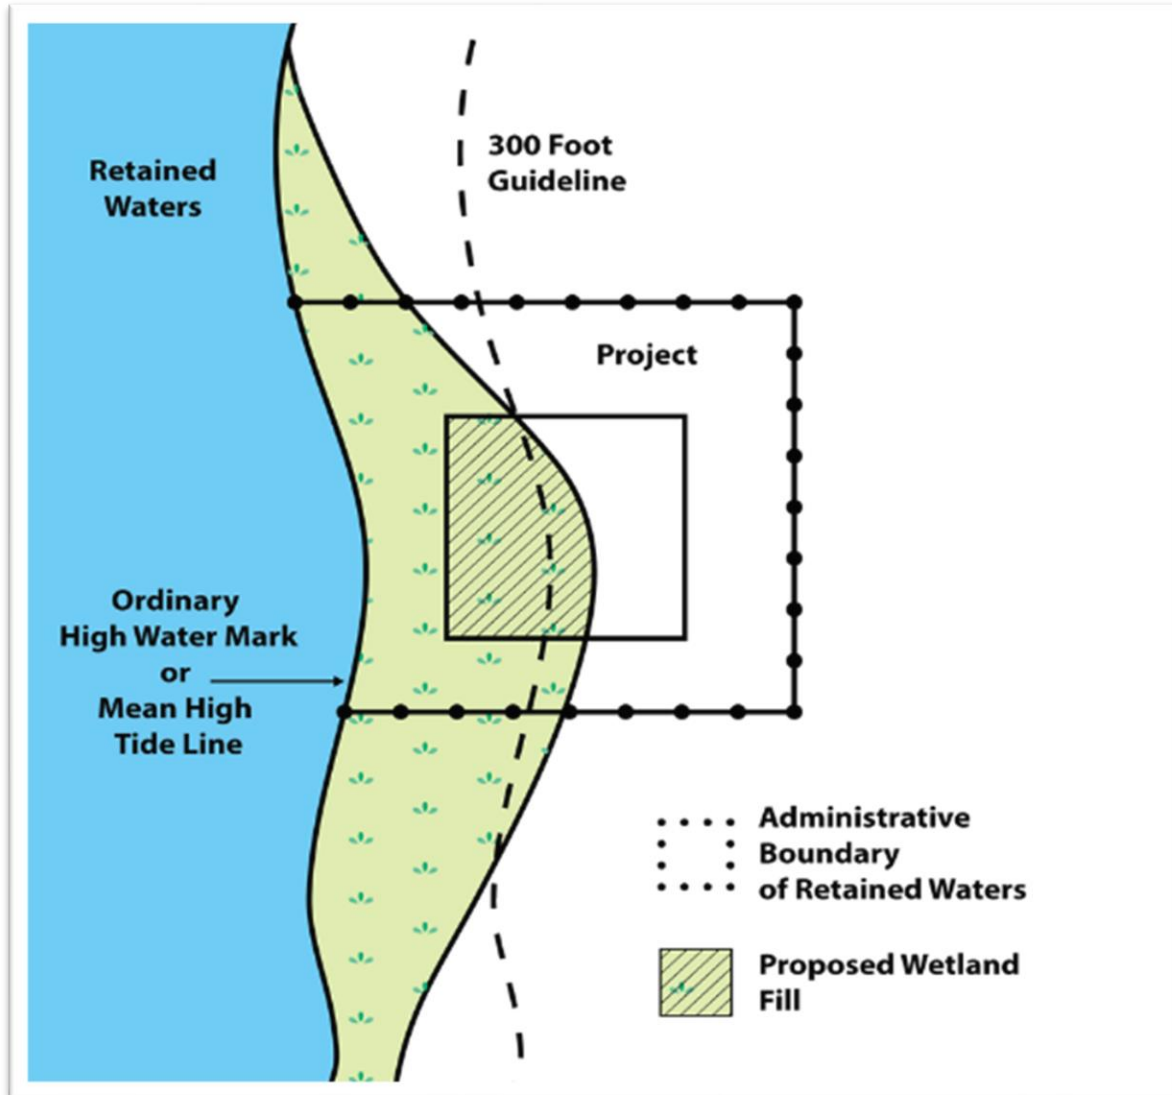 300 Foot
Guideline
Retained
Waters
Project
Ordinary
High Water Mark
or
Mean High
Tide Line
Administrative
Boundary
of Retained Waters
Proposed Wetland
Fill